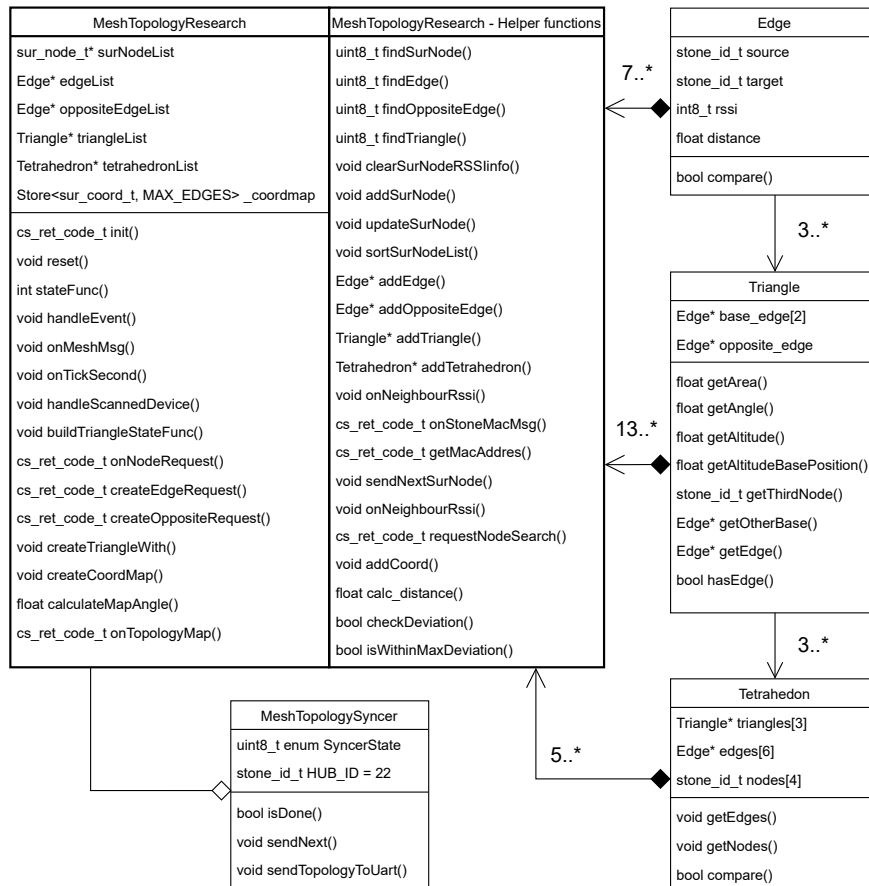 MeshTopologyResearch
sur_node_t* surNodeList
Edge* edgeList
Edge* oppositeEdgeList
Triangle* triangleList
Tetrahedron* tetrahedronList
Store<sur_coord_t, MAX_EDGES> _coordmap
cs_ret_code_t init()
void reset()
int stateFunc()
void handleEvent()
void onMeshMsg()
void onTickSecond()
void handleScannedDevice()
void buildTriangleStateFunc()
cs_ret_code_t onNodeRequest()
cs_ret_code_t createEdgeRequest()
cs_ret_code_t createOppositeRequest()
void createTriangleWith()
void createCoordMap()
float calculateMapAngle()
cs_ret_code_t onTopologyMap()
MeshTopologyResearch - Helper functions
uint8_t findSurNode()
uint8_t findEdge()
uint8_t findOppositeEdge()
uint8_t findTriangle()
void clearSurNodeRSSIinfo()
void addSurNode()
void updateSurNode()
void sortSurNodeList()
Edge* addEdge()
Edge* addOppositeEdge()
Triangle* addTriangle()
Tetrahedron* addTetrahedron()
void onNeighbourRssi()
cs_ret_code_t onStoneMacMsg()
cs_ret_code_t getMacAddres()
void sendNextSurNode()
void onNeighbourRssi()
cs_ret_code_t requestNodeSearch()
void addCoord()
float calc_distance()
bool checkDeviation()
bool isWithinMaxDeviation()
7..*
Edge
stone_id_t source
stone_id_t target
int8_t rssi
float distance
bool compare()
3..*
13..*
Triangle
Edge* base_edge[2]
Edge* opposite_edge
float getArea()
float getAngle()
float getAltitude()
float getAltitudeBasePosition()
stone_id_t getThirdNode()
Edge* getOtherBase()
Edge* getEdge()
bool hasEdge()
3..*
5..*
Tetrahedon
Triangle* triangles[3]
Edge* edges[6]
stone_id_t nodes[4]
void getEdges()
void getNodes()
bool compare()
MeshTopologySyncer
uint8_t enum SyncerState
stone_id_t HUB_ID = 22
bool isDone()
void sendNext()
void sendTopologyToUart()